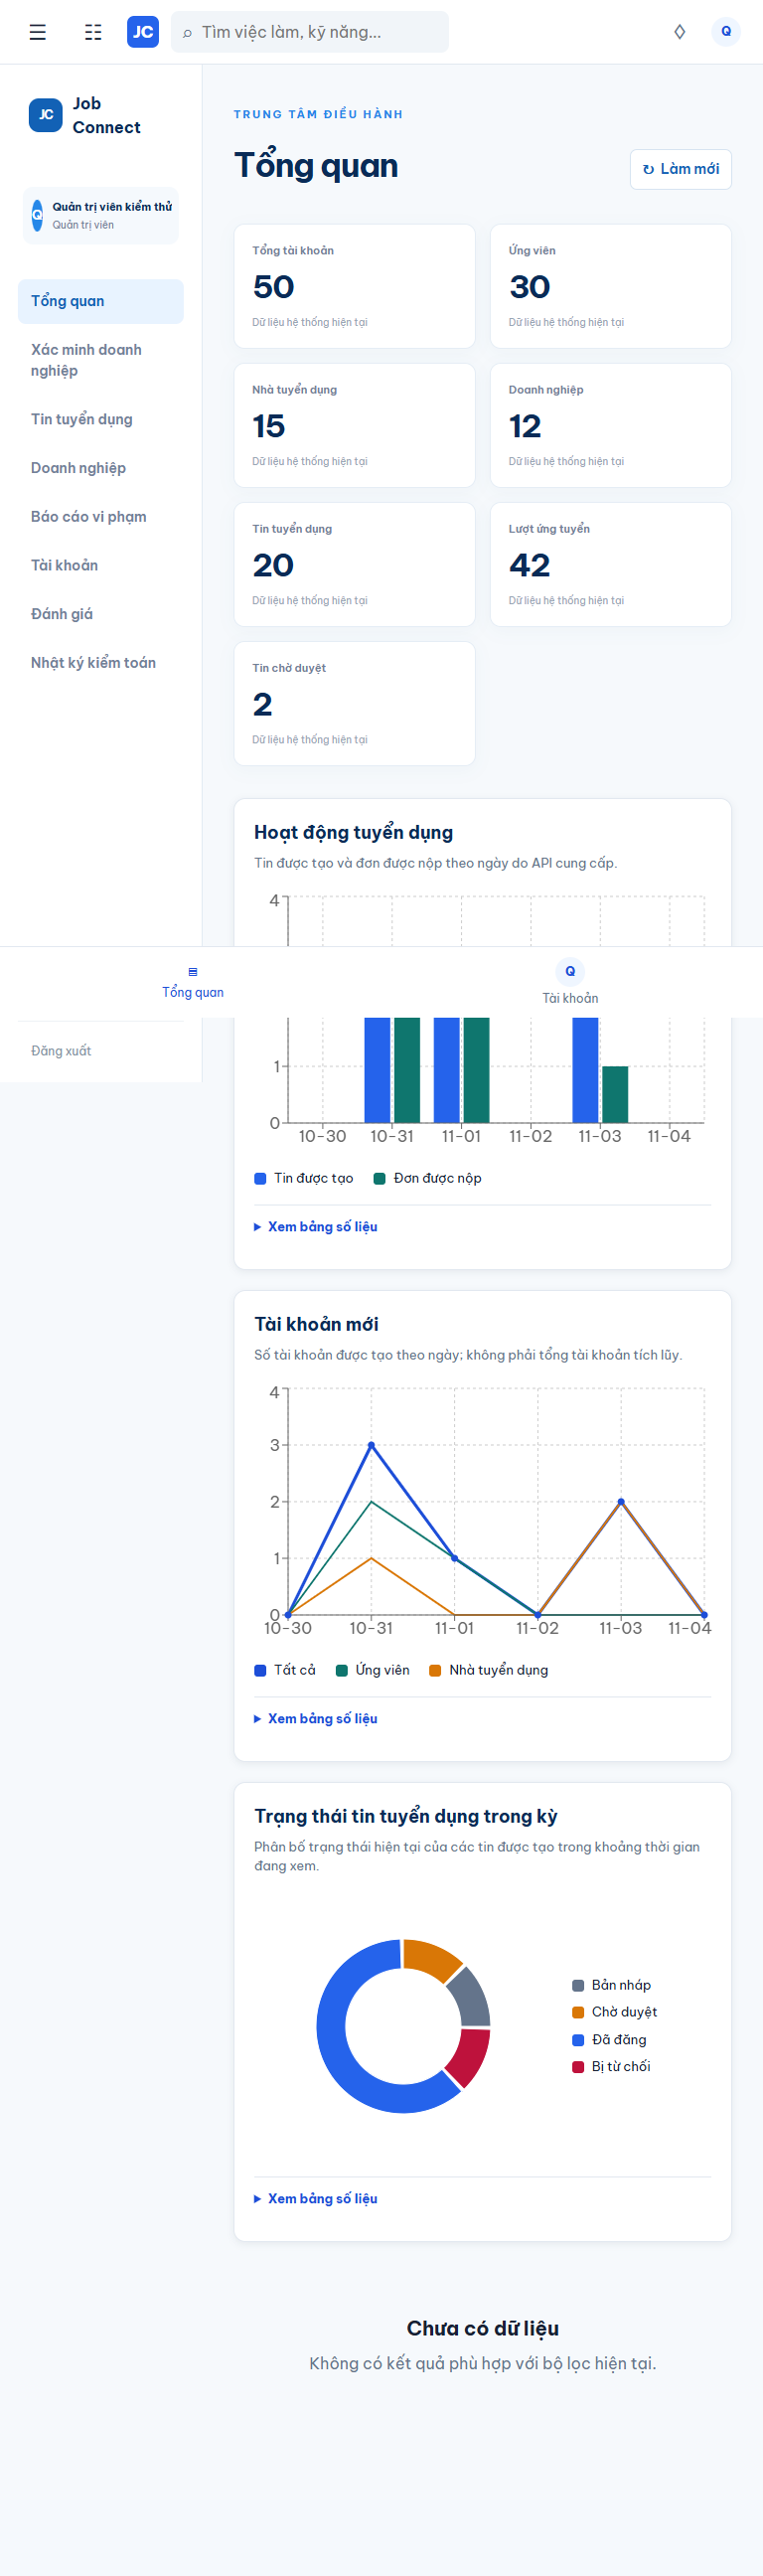 JC
Tìm việc làm, kỹ năng...
Q
JC
Job
Connect
Q
Quản trị viên kiểm thử
Quản trị viên
Tổng quan
Xác minh doanh
nghiệp
Tin tuyển dụng
Doanh nghiệp
Báo cáo vi phạm
Tài khoản
Đánh giá
Nhật ký kiểm toán
Đăng xuất
TRUNG TÂM ĐIỀU HÀNH
Tổng quan
Làm mới
Tổng tài khoản
50
Dữ liệu hệ thống hiện tại
Ứng viên
30
Dữ liệu hệ thống hiện tại
Nhà tuyển dụng
15
Dữ liệu hệ thống hiện tại
Doanh nghiệp
12
Dữ liệu hệ thống hiện tại
Tin tuyển dụng
20
Dữ liệu hệ thống hiện tại
Lượt ứng tuyển
42
Dữ liệu hệ thống hiện tại
Tin chờ duyệt
2
Dữ liệu hệ thống hiện tại
Hoạt động tuyển dụng
Tin được tạo và đơn được nộp theo ngày do API cung cấp.
4
Tổng quan
Q
Tài khoản
1
0
10-30 10-31 11-01 11-02 11-03 11-04
Tin được tạo Đơn được nộp
Xem bảng số liệu
Tài khoản mới
Số tài khoản được tạo theo ngày; không phải tổng tài khoản tích lũy.
4
3
2
1
0
10-30 10-31 11-01 11-02 11-03 11-04
Tất cả Ứng viên Nhà tuyển dụng
Xem bảng số liệu
Trạng thái tin tuyển dụng trong kỳ
Phân bố trạng thái hiện tại của các tin được tạo trong khoảng thời gian
đang xem.
Bản nháp
Chờ duyệt
Đã đăng
Bị từ chối
Xem bảng số liệu
Chưa có dữ liệu
Không có kết quả phù hợp với bộ lọc hiện tại.